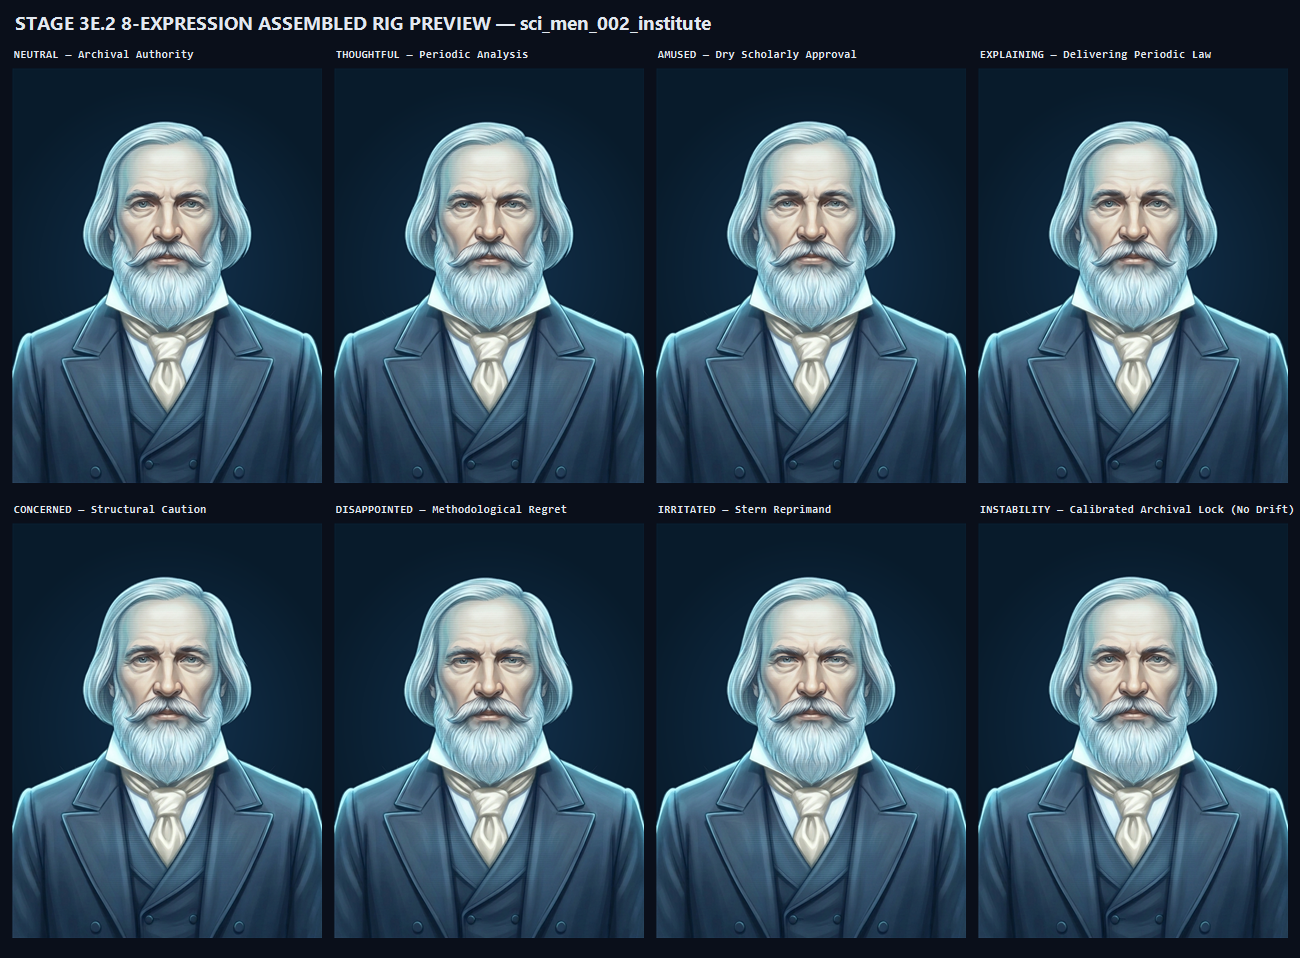 STAGE 3E.2 8-EXPRESSION ASSEMBLED RIG PREVIEW — sci_men_002_institute
NEUTRAL — Archival Authority
THOUGHTFUL — Periodic Analysis
AMUSED — Dry Scholarly Approval
EXPLAINING — Delivering Periodic Law
CONCERNED — Structural Caution
DISAPPOINTED — Methodological Regret
IRRITATED — Stern Reprimand
INSTABILITY — Calibrated Archival Lock (No Drift)